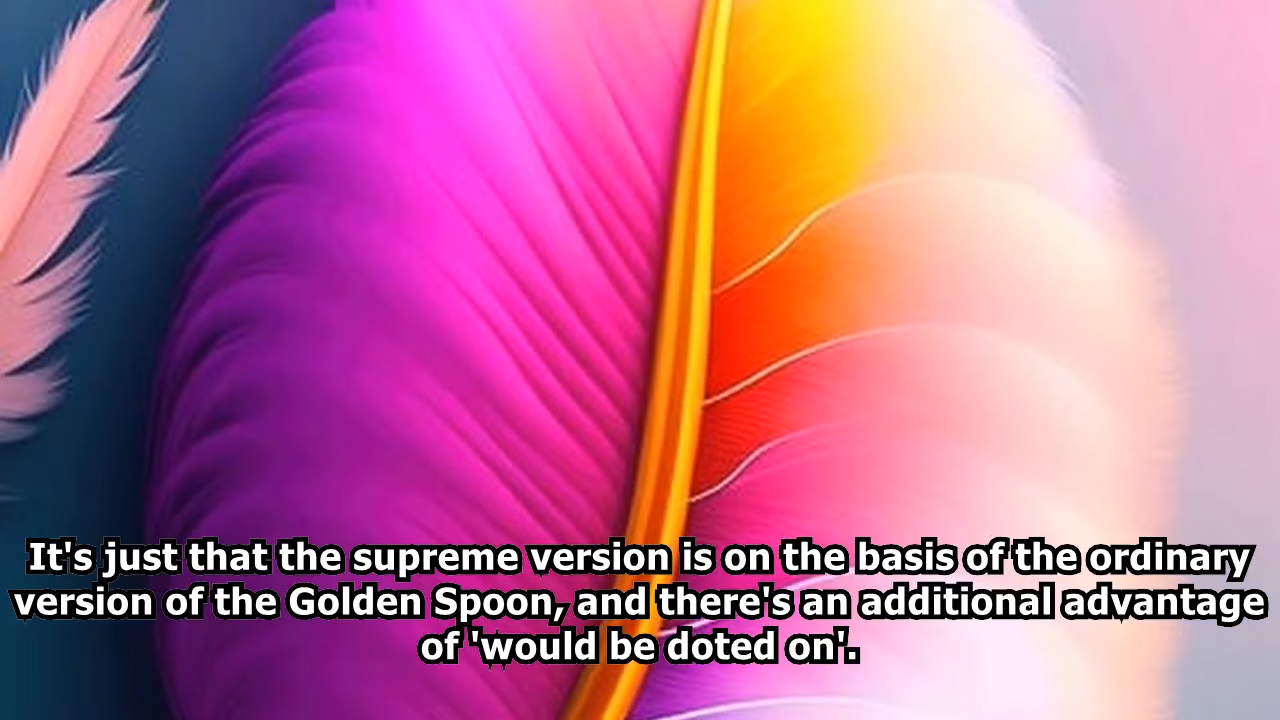 It's just that the supreme version is on the basis of the ordinary
version of the Golden Spoon, and there's an additional advantage
of 'would be doted on'.